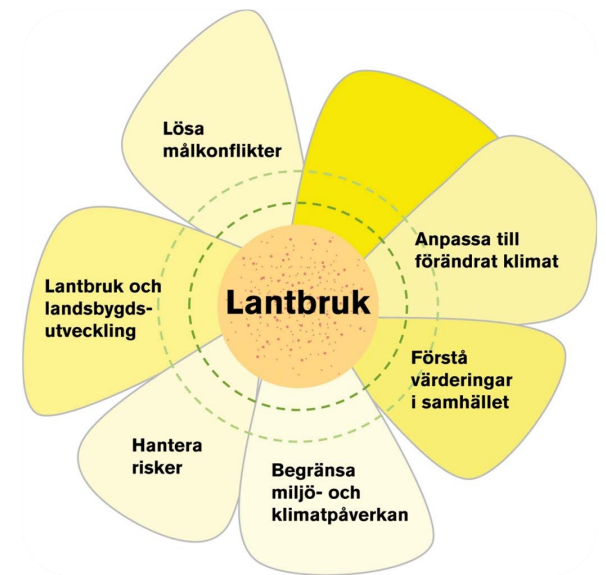 Lösa
målkonflikter
Anpassa till
förändrat klimat
Lantbruk och
landsbygds-
utveckling
Lantbruk
Förstå
värderingar
i samhället
Hantera
risker
Begränsa
miljö- och
klimatpåverkan